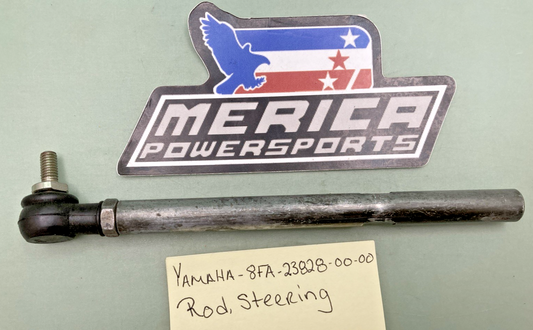 MERICA
POWERSPORTS
YAMAHA-8FA-23828-00-00
Rod, Steering